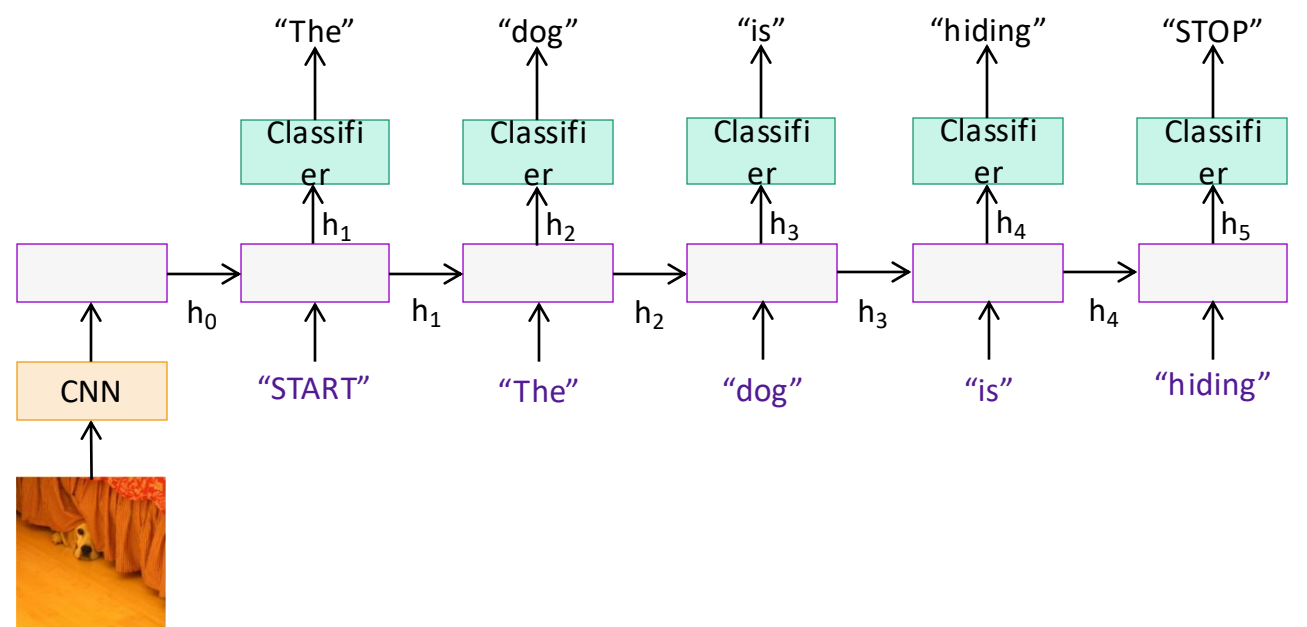 “The” “dog” “is” “hiding” “STOP”
Classifi Classifi Classifi Classifi Classifi
er er er er er
h₁ h₂ h₃ h₄ h₅
h₀ h₁ h₂ h₃ h₄
CNN “START” “The” “dog” “is” “hiding”